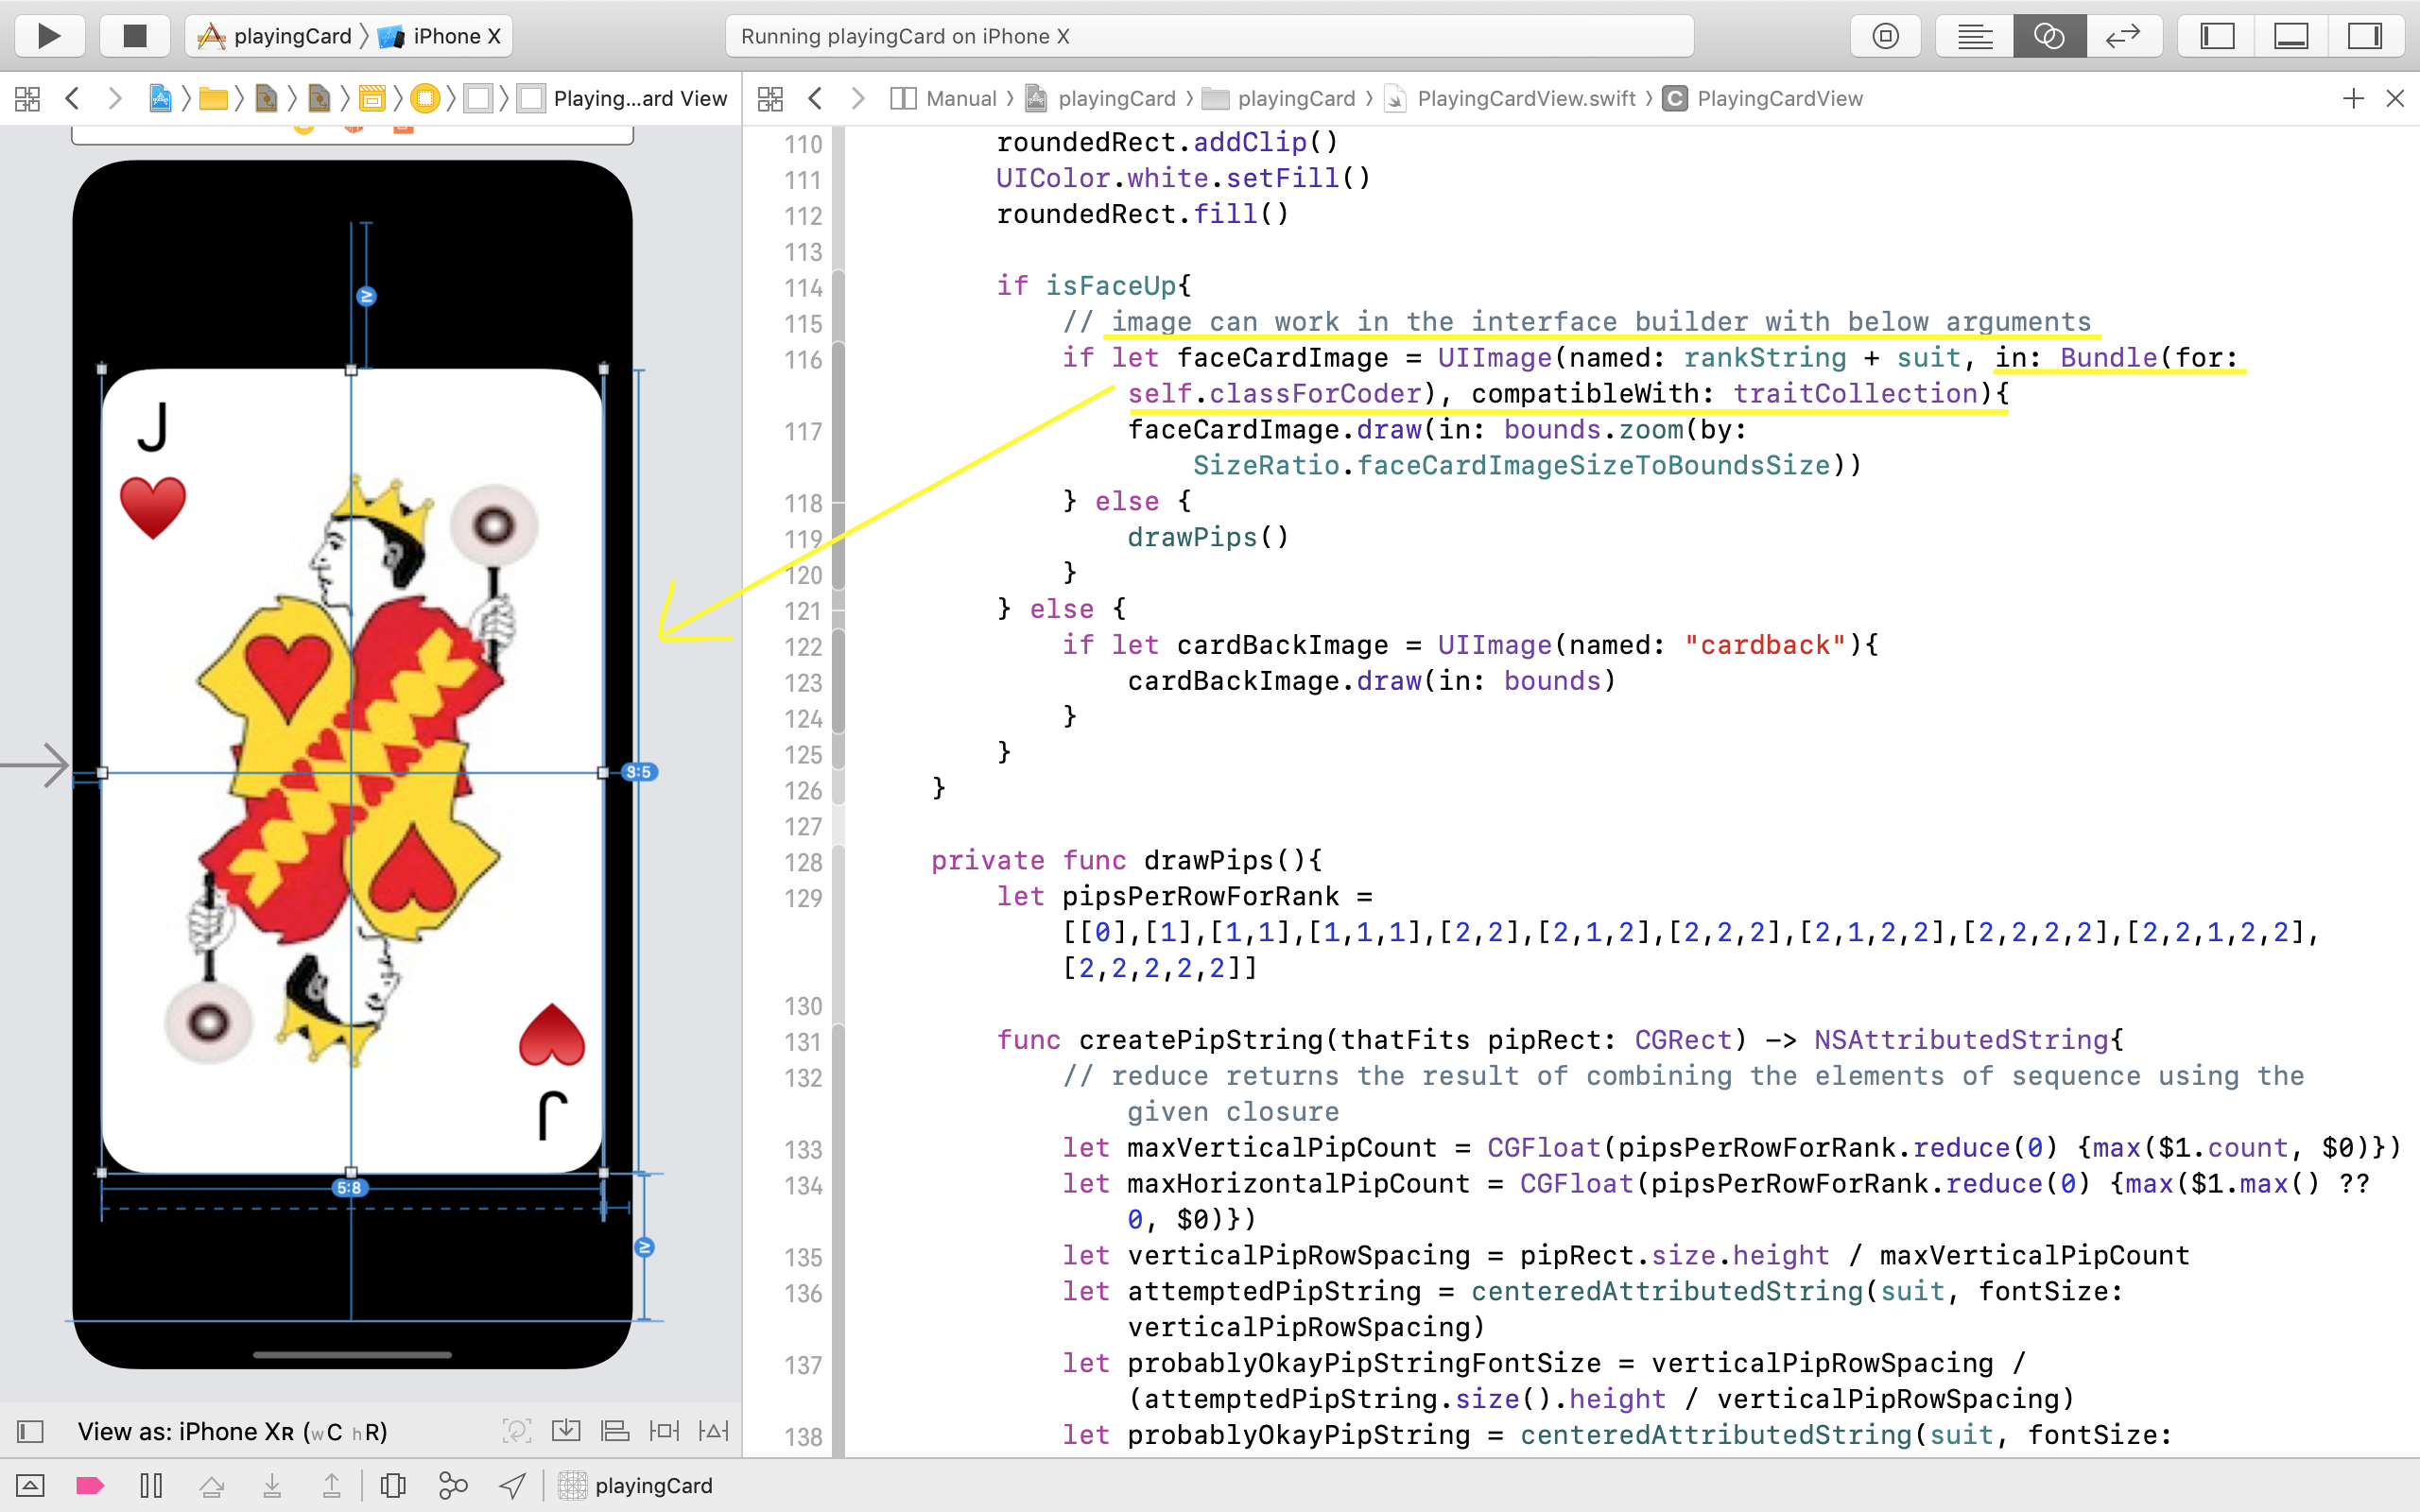 playingCard 〉 iPhone X
Running playingCard on iPhone X
Playing...ard View
Manual 〉 playingCard 〉 playingCard 〉 PlayingCardView.swift 〉 C PlayingCardView
110 roundedRect.addClip()
111 UIColor.white.setFill()
112 roundedRect.fill()
113
114 if isFaceUp{
115 // image can work in the interface builder with below arguments
116 if let faceCardImage = UIImage(named: rankString + suit, in: Bundle(for:
self.classForCoder), compatibleWith: traitCollection){
117 faceCardImage.draw(in: bounds.zoom(by:
SizeRatio.faceCardImageSizeToBoundsSize))
118 } else {
119 drawPips()
120 }
121 } else {
122 if let cardBackImage = UIImage(named: "cardback"){
123 cardBackImage.draw(in: bounds)
124 }
125 }
126 }
127
128 private func drawPips(){
129 let pipsPerRowForRank =
[[0],[1],[1,1],[1,1,1],[2,2],[2,1,2],[2,2,2],[2,1,2,2],[2,2,2,2],[2,2,1,2,2],
[2,2,2,2,2]]
130
131 func createPipString(thatFits pipRect: CGRect) -> NSAttributedString{
132 // reduce returns the result of combining the elements of sequence using the
given closure
133 let maxVerticalPipCount = CGFloat(pipsPerRowForRank.reduce(0) {max($1.count, $0)})
134 let maxHorizontalPipCount = CGFloat(pipsPerRowForRank.reduce(0) {max($1.max() ??
0, $0)})
135 let verticalPipRowSpacing = pipRect.size.height / maxVerticalPipCount
136 let attemptedPipString = centeredAttributedString(suit, fontSize:
verticalPipRowSpacing)
137 let probablyOkayPipStringFontSize = verticalPipRowSpacing /
(attemptedPipString.size().height / verticalPipRowSpacing)
138 let probablyOkayPipString = centeredAttributedString(suit, fontSize:
≥
J
5:8
≥
J
View as: iPhone XR (wC hR)
playingCard